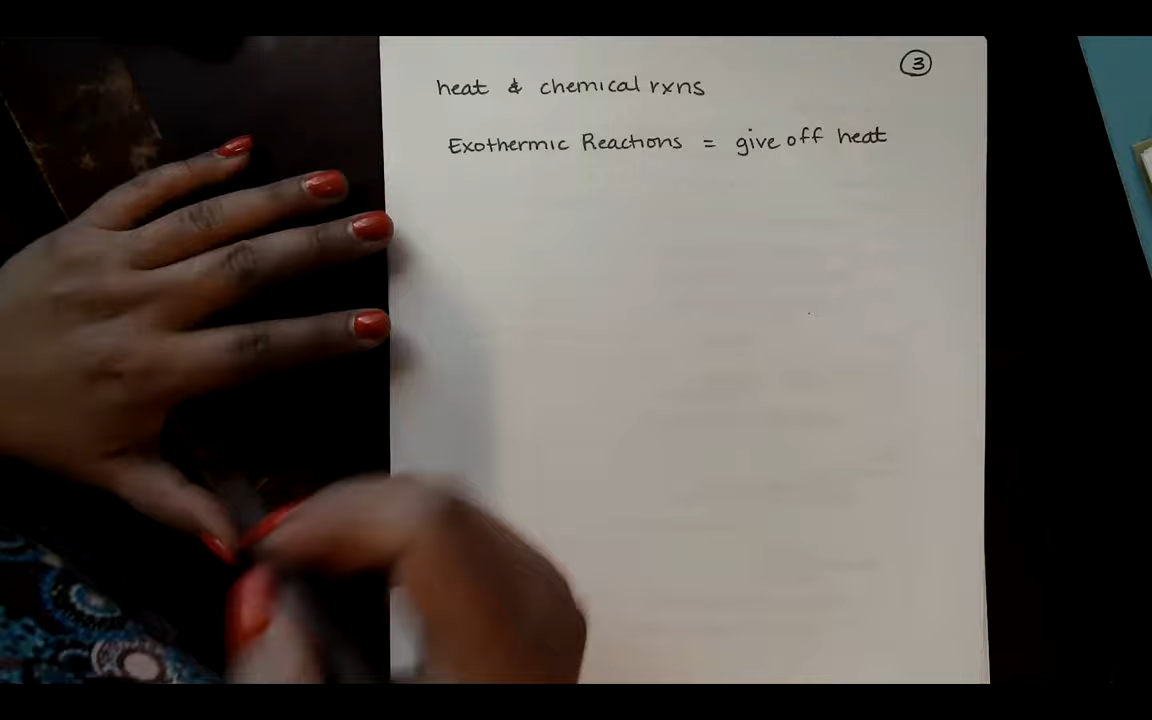 ③
heat & chemical rxns
Exothermic Reactions = give off heat